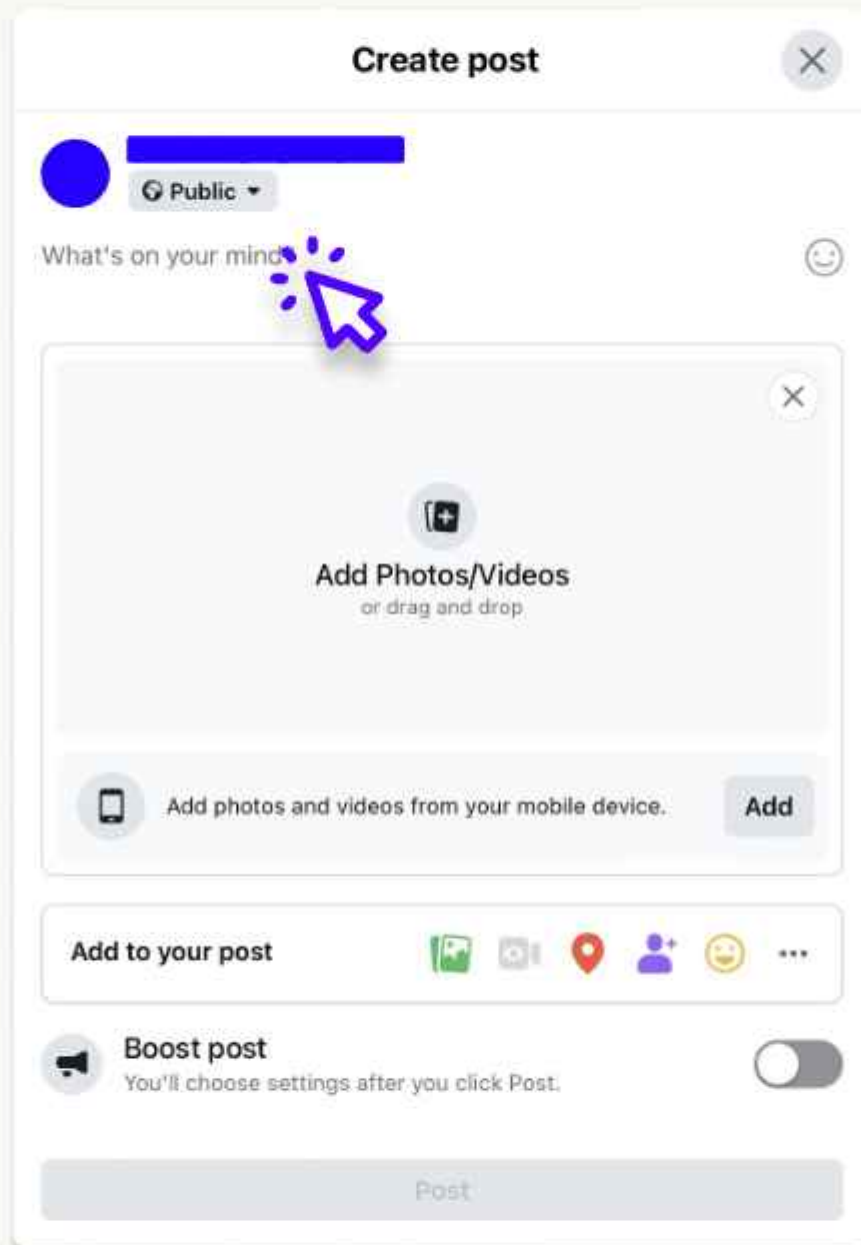 Create post
Public
What's on your mind
Add Photos/Videos
or drag and drop
Add photos and videos from your mobile device.
Add
Add to your post
Boost post
You'll choose settings after you click Post.
Post